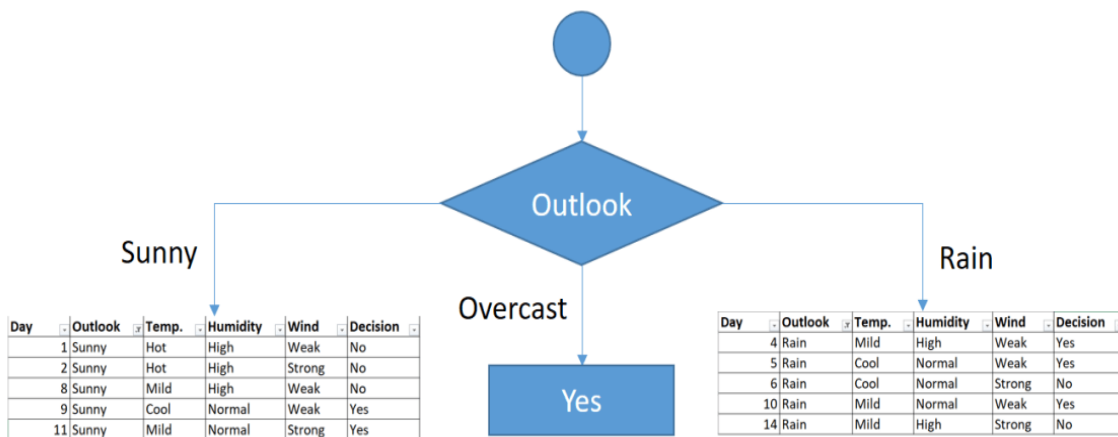 Outlook
Sunny
Rain
Overcast
Day Outlook Temp. Humidity Wind Decision
1 Sunny Hot High Weak No
2 Sunny Hot High Strong No
8 Sunny Mild High Weak No
9 Sunny Cool Normal Weak Yes
11 Sunny Mild Normal Strong Yes
Yes
Day Outlook Temp. Humidity Wind Decision
4 Rain Mild High Weak Yes
5 Rain Cool Normal Weak Yes
6 Rain Cool Normal Strong No
10 Rain Mild Normal Weak Yes
14 Rain Mild High Strong No